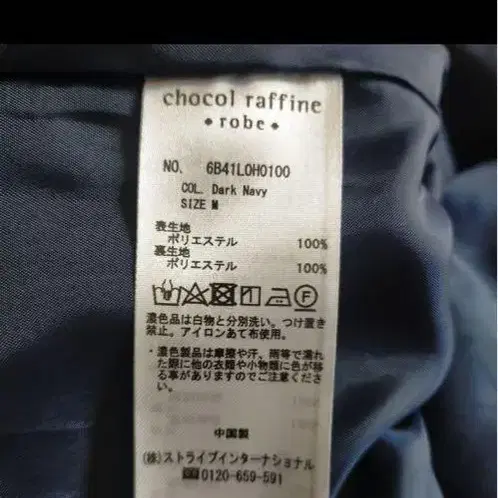 chocol raffine
◆robe◆
NO. 6B41L0H0100
COL. Dark Navy
SIZE M
表生地
ポリエステル 100%
裏生地
ポリエステル 100%
濃色品は白物と分別洗い。つけ置き
禁止。アイロンあて布使用。
・濃色製品は摩擦や汗、雨等で濡れ
た際に他の衣類や小物類に色が移
る事がありますのでご注意くださ
い。
中国製
(株)ストライプインターナショナル
0120-659-591